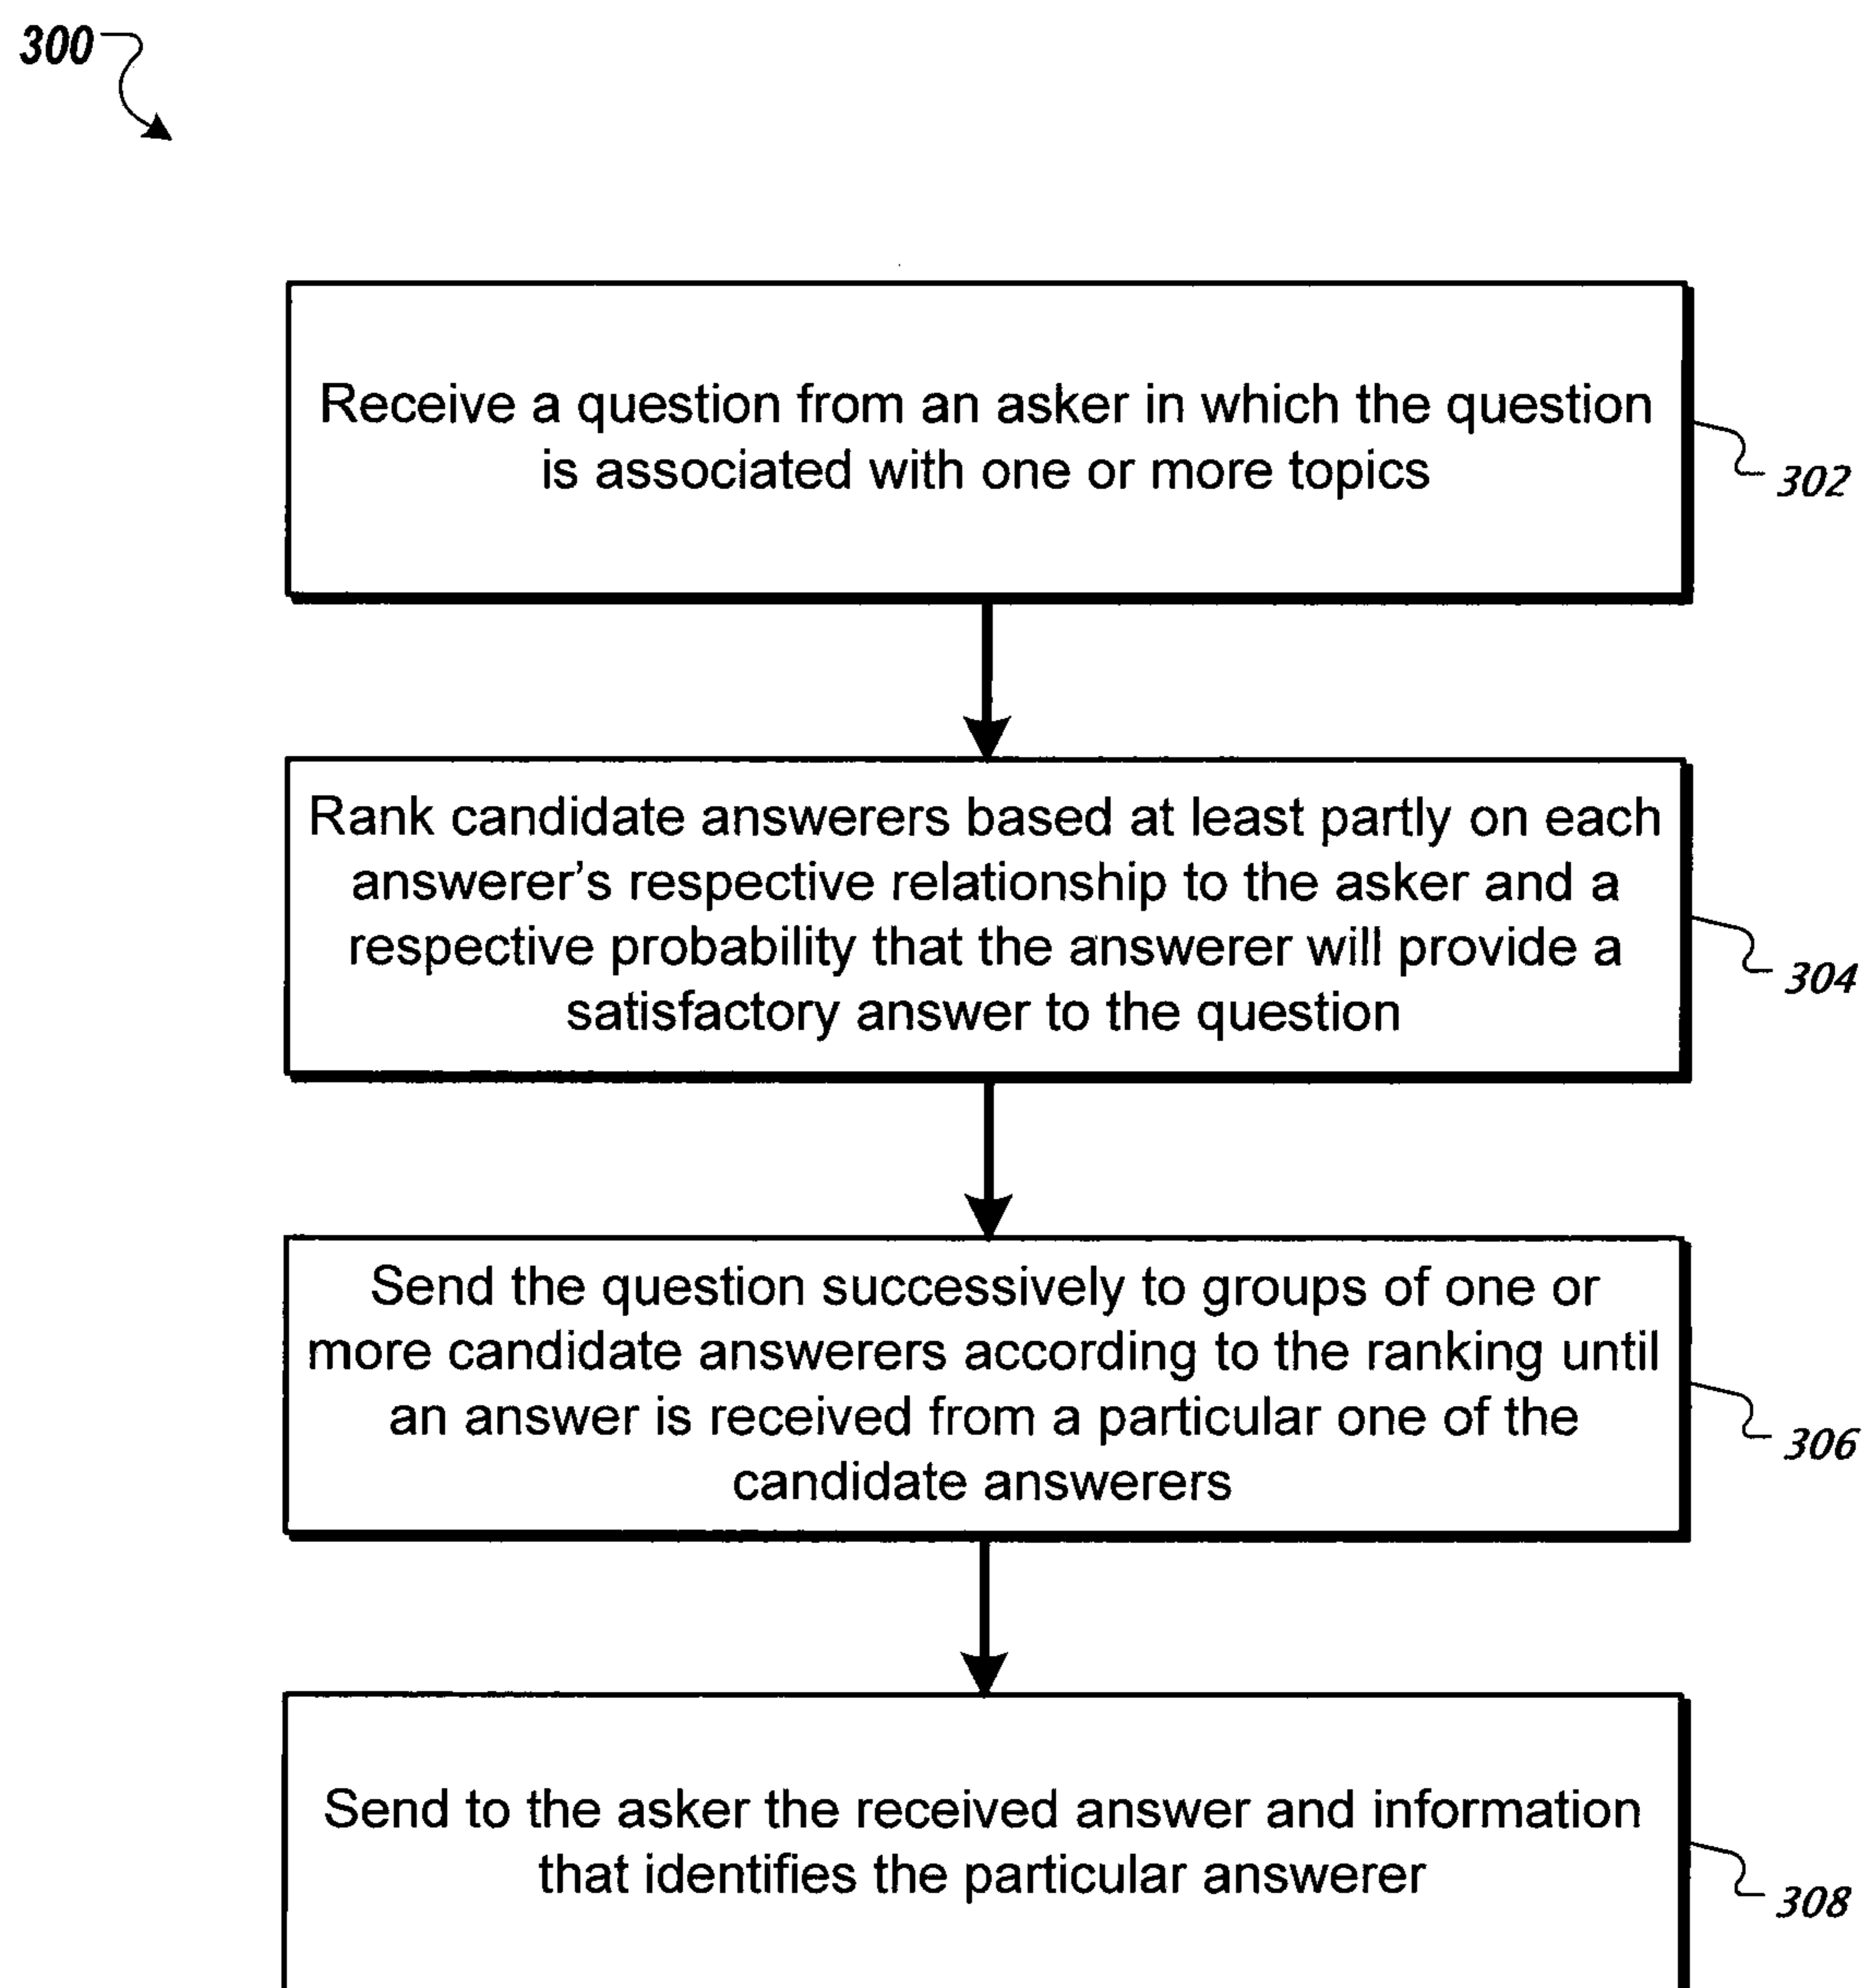 300
Receive a question from an asker in which the question
is associated with one or more topics
302
Rank candidate answerers based at least partly on each
answerer's respective relationship to the asker and a
respective probability that the answerer will provide a
satisfactory answer to the question
304
Send the question successively to groups of one or
more candidate answerers according to the ranking until
an answer is received from a particular one of the
candidate answerers
306
Send to the asker the received answer and information
that identifies the particular answerer
308